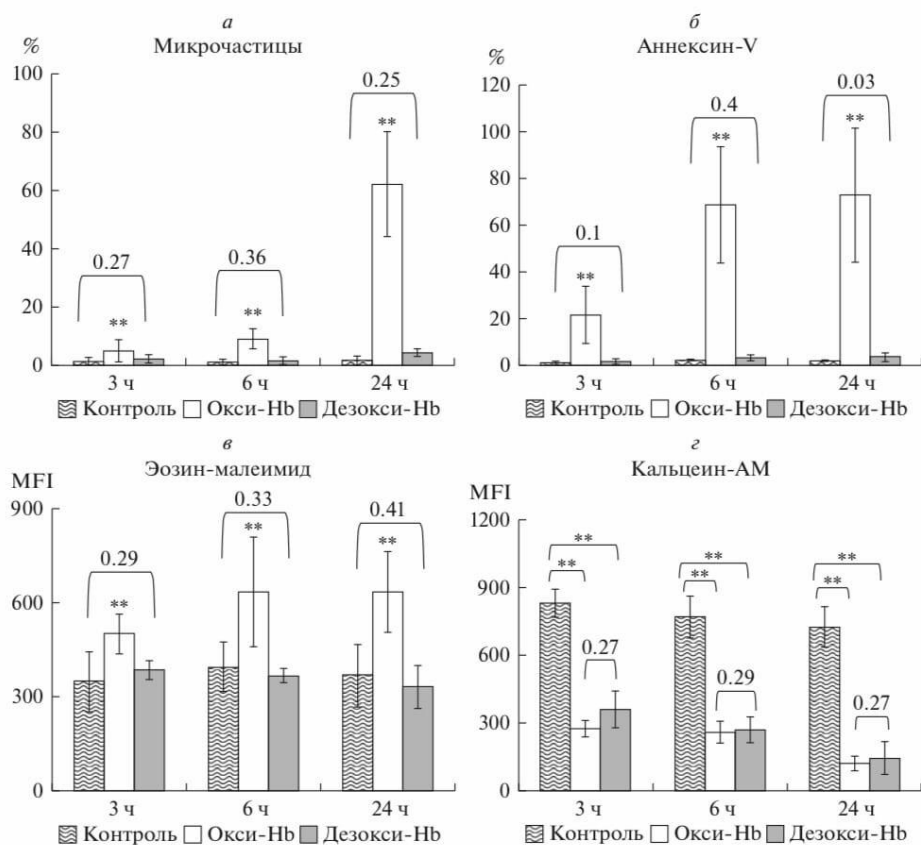 а
Микрочастицы
%
100
80
60
40
20
0
0.27
**
0.36
**
0.25
**
3 ч 6 ч 24 ч
Контроль Окси-Hb Дезокси-Hb
б
Аннексин-V
%
120
100
80
60
40
20
0
0.1
**
0.4
**
0.03
**
3 ч 6 ч 24 ч
Контроль Окси-Hb Дезокси-Hb
в
Эозин-малеимид
MFI
900
600
300
0
0.29
**
0.33
**
0.41
**
3 ч 6 ч 24 ч
Контроль Окси-Hb Дезокси-Hb
г
Кальцеин-АМ
MFI
1200
900
600
300
0
**
**
0.27
**
**
0.29
**
**
0.27
3 ч 6 ч 24 ч
Контроль Окси-Hb Дезокси-Hb